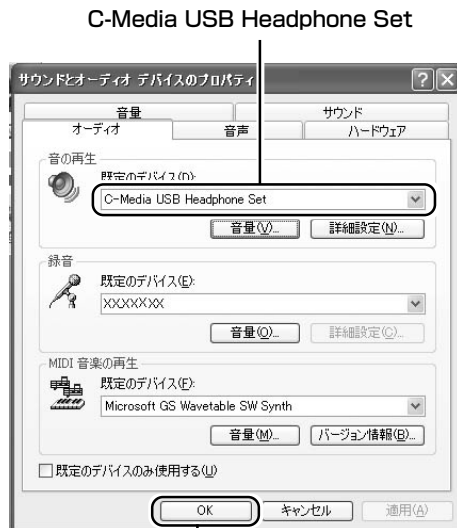 C-Media USB Headphone Set
サウンドとオーディオ デバイスのプロパティ
音量 サウンド
オーディオ 音声 ハードウェア
音の再生
既定のデバイス(D):
C-Media USB Headphone Set
音量(V)... 詳細設定(N)...
録音
既定のデバイス(E):
XXXXXXXX
音量(O)... 詳細設定(C)...
MIDI 音楽の再生
既定のデバイス(F):
Microsoft GS Wavetable SW Synth
音量(M)... バージョン情報(B)...
既定のデバイスのみ使用する(U)
OK キャンセル 適用(A)